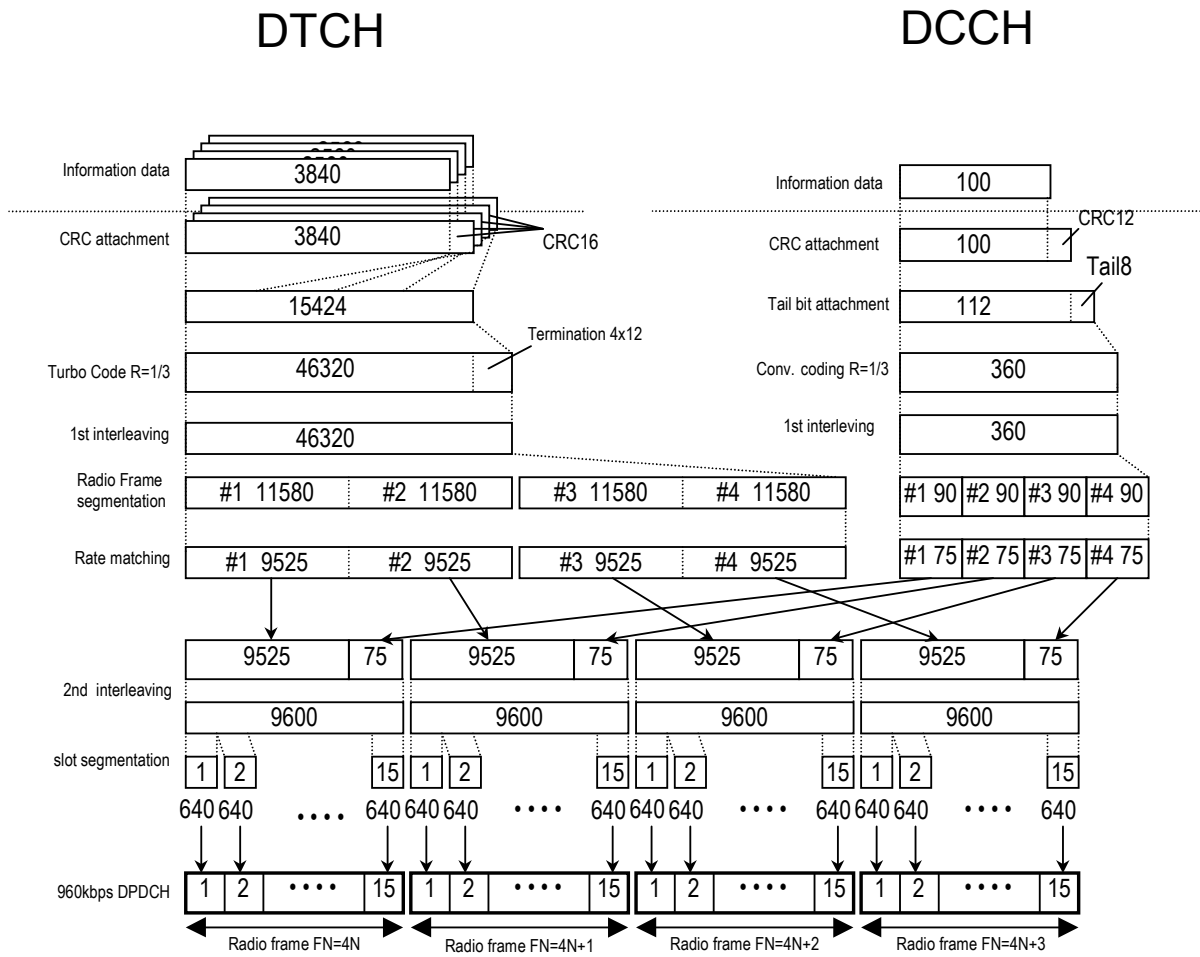 DTCH DCCH
Information data 3840
Information data 100
CRC attachment 3840 CRC16
CRC attachment 100 CRC12
15424
Tail bit attachment 112 Tail8
Termination 4x12
Turbo Code R=1/3 46320
Conv. coding R=1/3 360
1st interleaving 46320
1st interleving 360
Radio Frame
segmentation
#1 11580 #2 11580 #3 11580 #4 11580
#1 90 #2 90 #3 90 #4 90
Rate matching #1 9525 #2 9525 #3 9525 #4 9525
#1 75 #2 75 #3 75 #4 75
9525 75 9525 75 9525 75 9525 75
2nd interleaving
9600 9600 9600 9600
slot segmentation 1 2 15 1 2 15 1 2 15 1 2 15
640 640 •••• 640 640 640 •••• 640 640 640 •••• 640 640 640 •••• 640
960kbps DPDCH 1 2 •••• 15 1 2 •••• 15 1 2 •••• 15 1 2 •••• 15
Radio frame FN=4N Radio frame FN=4N+1 Radio frame FN=4N+2 Radio frame FN=4N+3